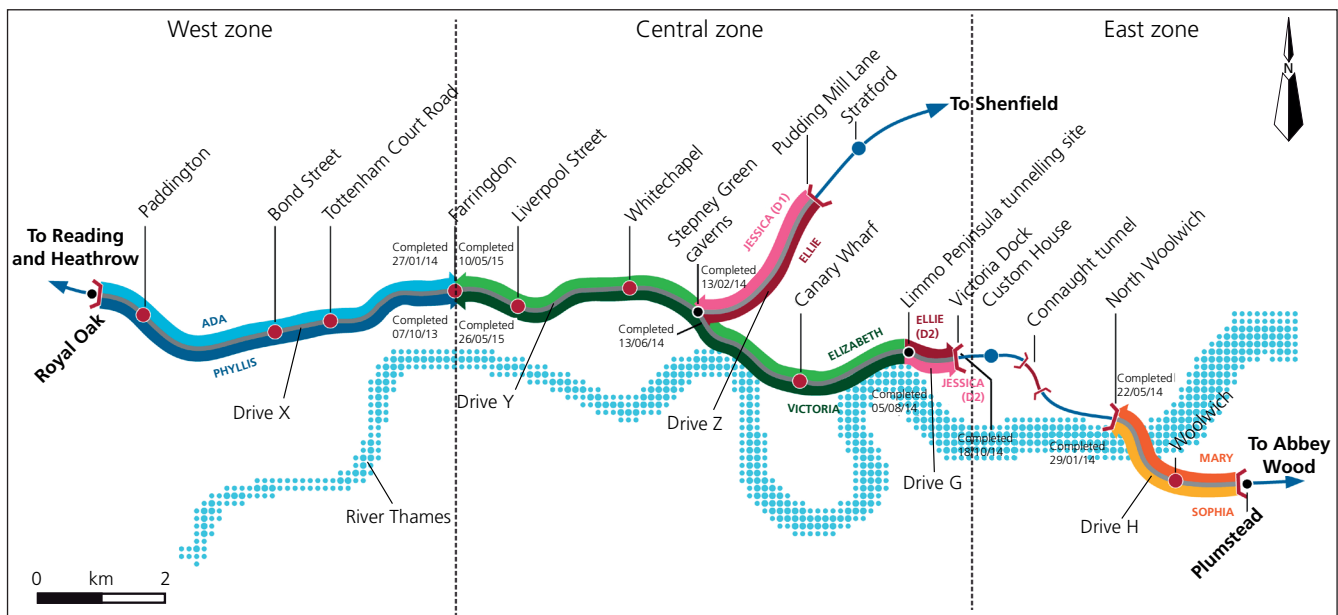 West zone
Central zone
East zone
N
Paddington
Bond Street
Tottenham Court Road
Farringdon
Liverpool Street
Whitechapel
Stepney Green
caverns
Pudding Mill Lane
Stratford
To Shenfield
Canary Wharf
Limmo Peninsula tunnelling site
Victoria Dock
Custom House
Connaught tunnel
North Woolwich
To Reading
and Heathrow
Royal Oak
ADA
PHYLLIS
Drive X
Completed
27/01/14
Completed
10/05/15
Completed
07/10/13
Completed
26/05/15
Drive Y
Completed
13/02/14
Completed
13/06/14
JESSICA (D1)
ELLIE
Drive Z
ELIZABETH
VICTORIA
ELLIE
(D2)
JESSICA
(D2)
Completed
05/08/14
Completed
18/10/14
Drive G
Completed
22/05/14
Completed
29/01/14
Woolwich
MARY
SOPHIA
Drive H
To Abbey
Wood
Plumstead
River Thames
0 km 2